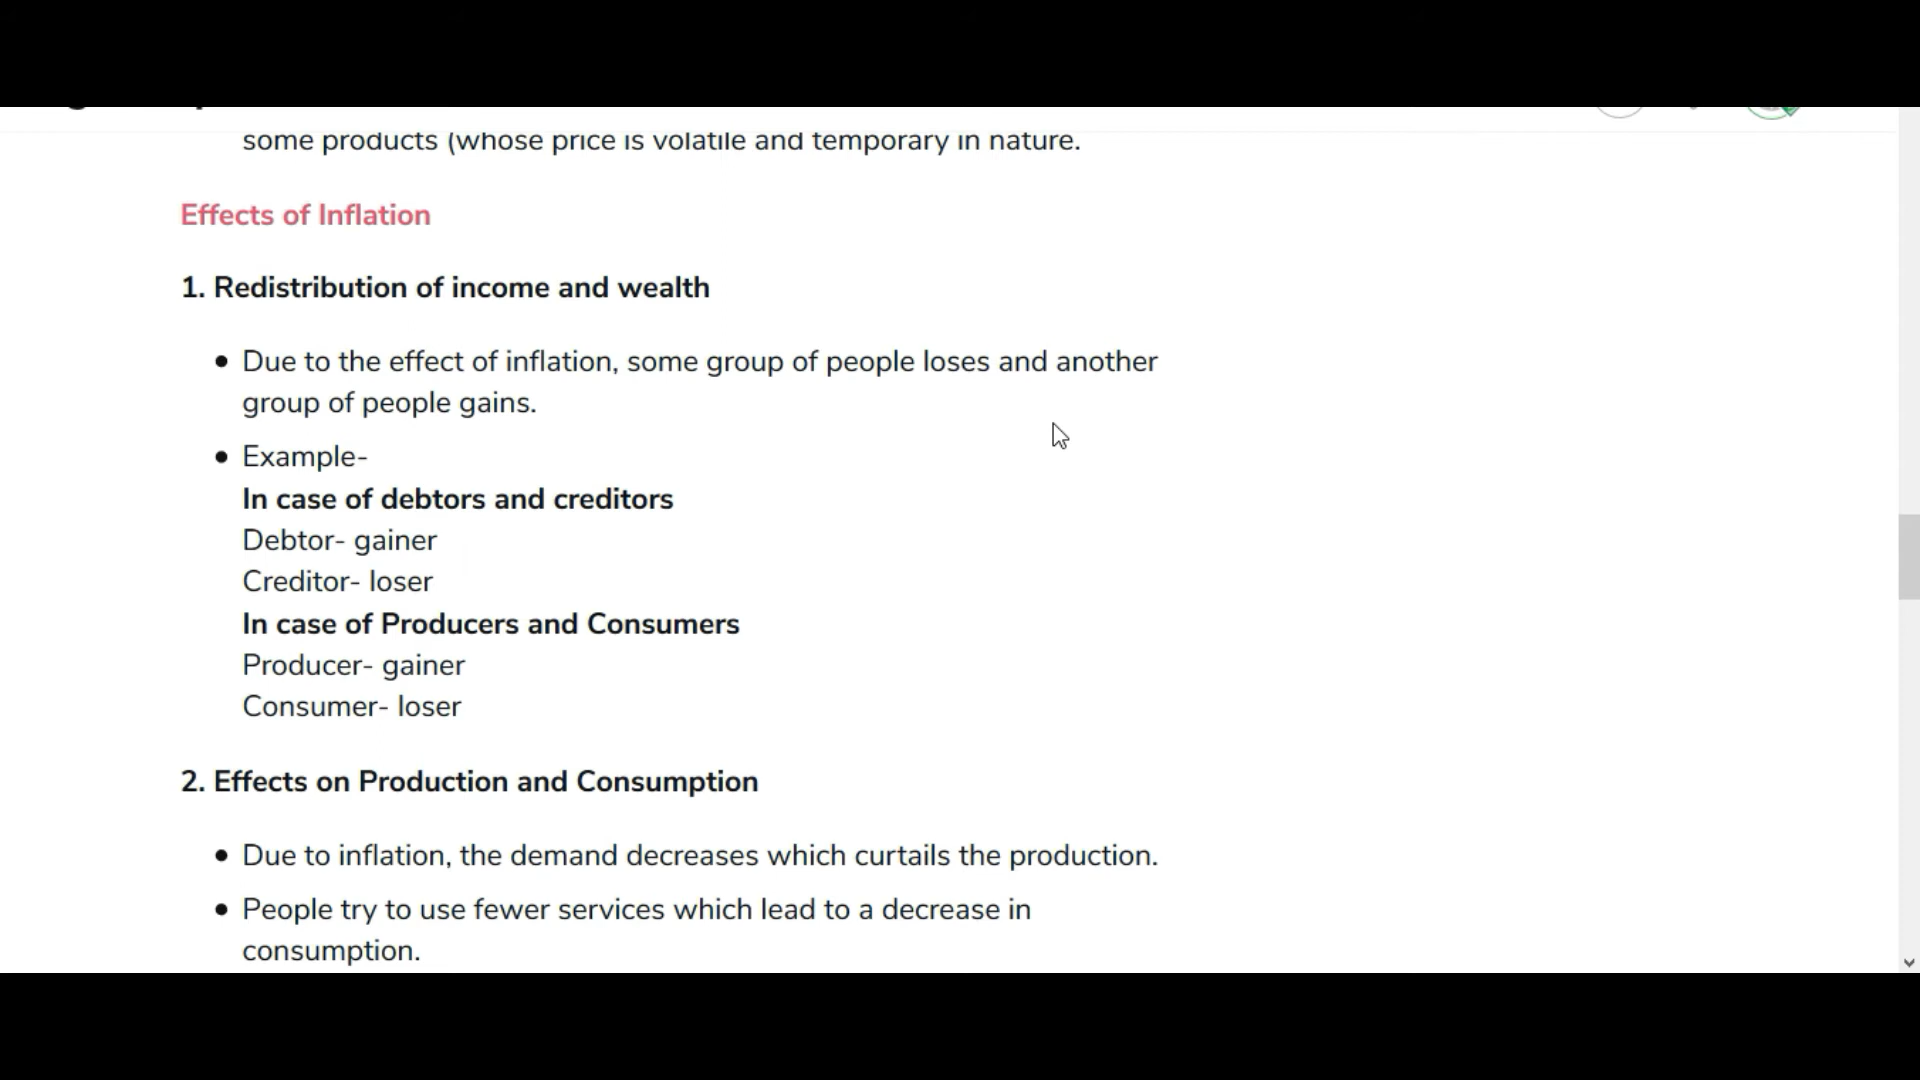 some products (whose price is volatile and temporary in nature.
Effects of Inflation
1. Redistribution of income and wealth
● Due to the effect of inflation, some group of people loses and another
group of people gains.
● Example-
In case of debtors and creditors
Debtor- gainer
Creditor- loser
In case of Producers and Consumers
Producer- gainer
Consumer- loser
2. Effects on Production and Consumption
● Due to inflation, the demand decreases which curtails the production.
● People try to use fewer services which lead to a decrease in
consumption.